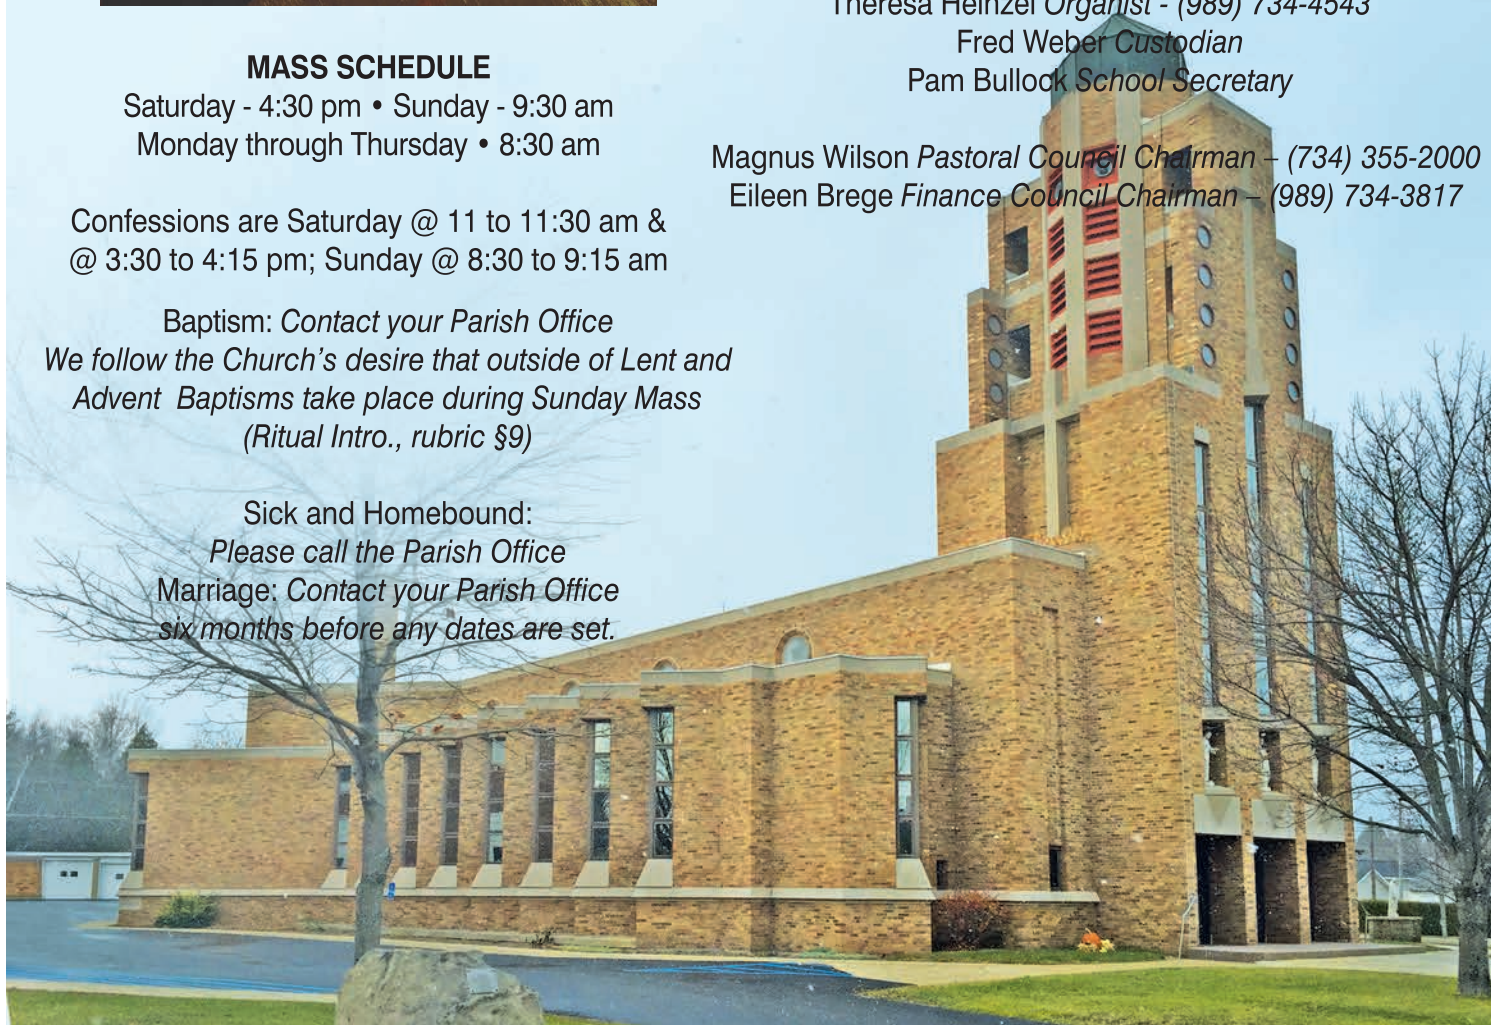 MASS SCHEDULE
Saturday - 4:30 pm • Sunday - 9:30 am
Monday through Thursday • 8:30 am
Confessions are Saturday @ 11 to 11:30 am &
@ 3:30 to 4:15 pm; Sunday @ 8:30 to 9:15 am
Baptism: Contact your Parish Office
We follow the Church's desire that outside of Lent and
Advent Baptisms take place during Sunday Mass
(Ritual Intro., rubric §9)
Sick and Homebound:
Please call the Parish Office
Marriage: Contact your Parish Office
six months before any dates are set.
Theresa Heinzel Organist - (989) 734-4543
Fred Weber Custodian
Pam Bullock School Secretary
Magnus Wilson Pastoral Council Chairman – (734) 355-2000
Eileen Brege Finance Council Chairman – (989) 734-3817